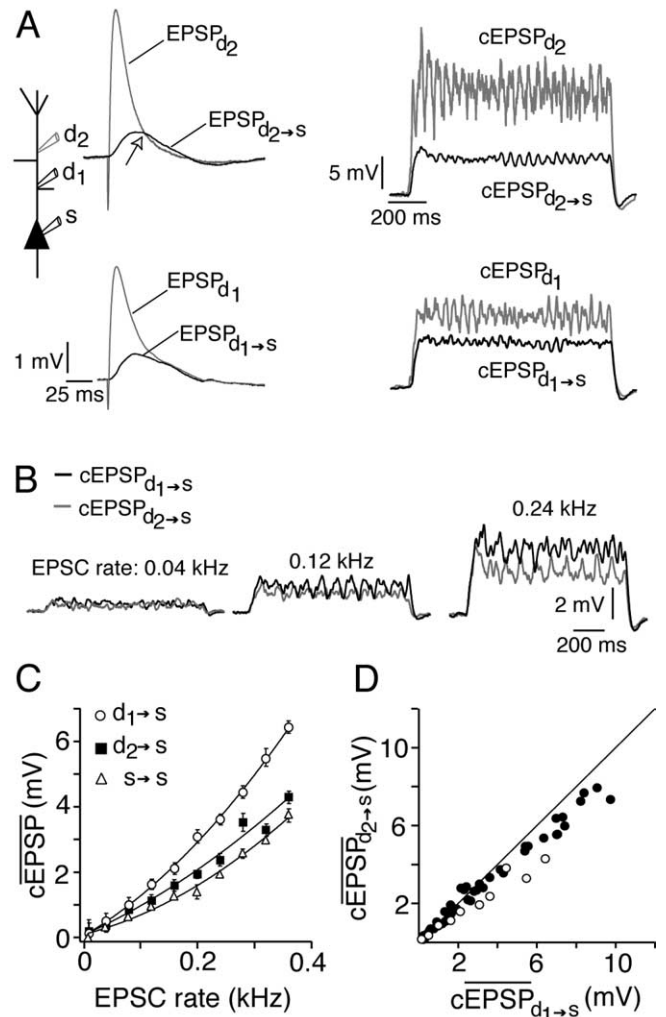 A
EPSPd2
EPSPd2→s
d2
d1
s
cEPSPd2
5 mV
200 ms
cEPSPd2→s
EPSPd1
EPSPd1→s
1 mV
25 ms
cEPSPd1
cEPSPd1→s
B
cEPSPd1→s
cEPSPd2→s
EPSC rate: 0.04 kHz
0.12 kHz
0.24 kHz
2 mV
200 ms
C
d1→s
d2→s
s→s
cEPSP (mV)
6
4
2
0
0 0.2 0.4
EPSC rate (kHz)
D
cEPSPd2→s (mV)
10
6
2
2 6 10
cEPSPd1→s (mV)